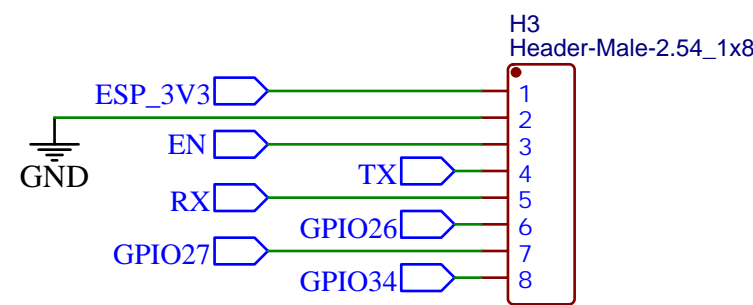 H3
Header-Male-2.54_1x8
ESP_3V3 1
2
EN 3
GND
TX 4
RX 5
GPIO26 6
GPIO27 7
GPIO34 8